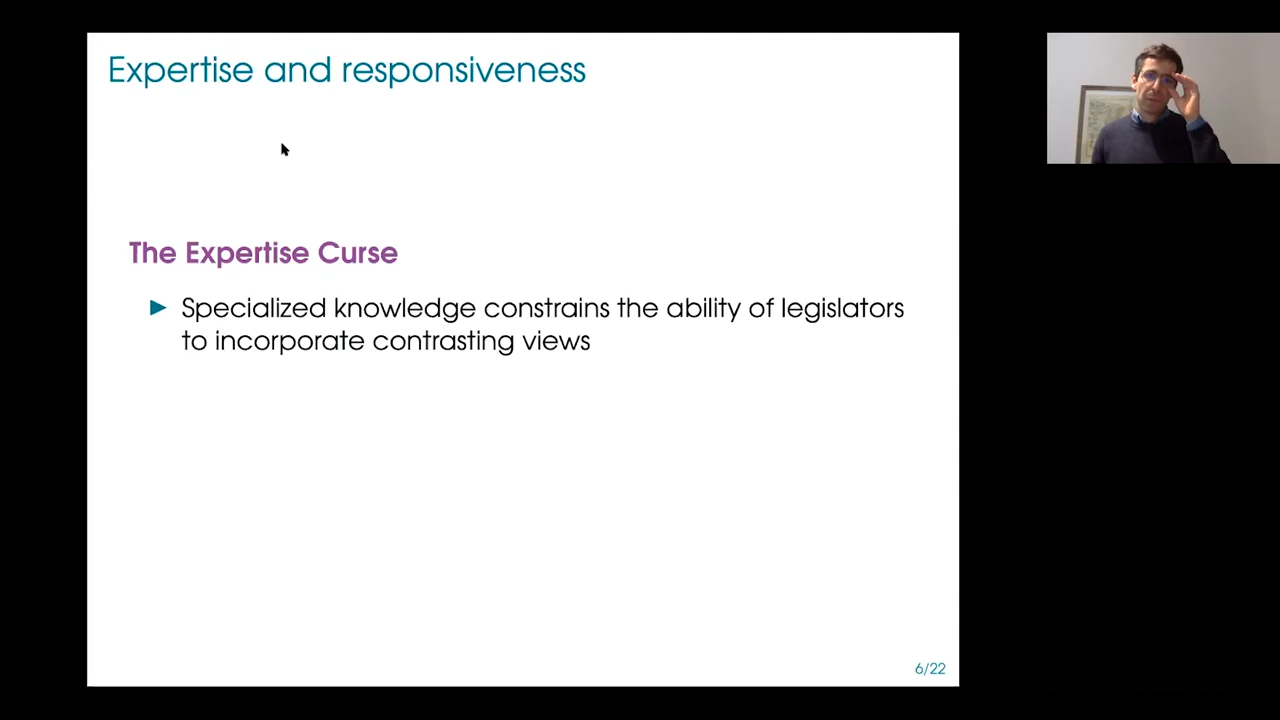 Expertise and responsiveness
The Expertise Curse
Specialized knowledge constrains the ability of legislators
to incorporate contrasting views
6/22